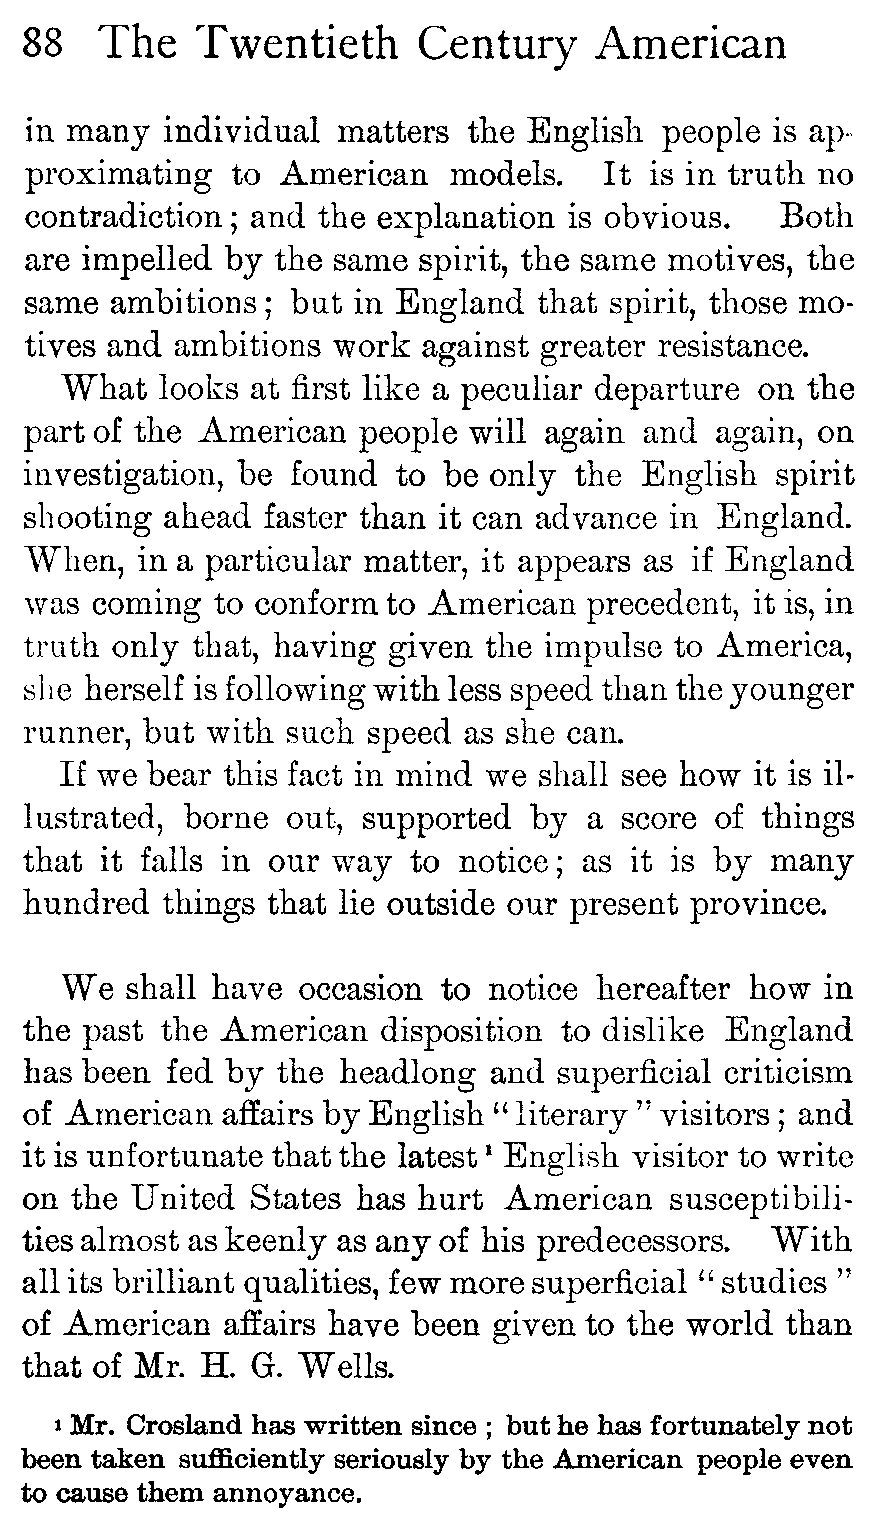 88 The Twentieth Century American
in many individual matters the English people is ap-
proximating to American models. It is in truth no
contradiction; and the explanation is obvious. Both
are impelled by the same spirit, the same motives, the
same ambitions; but in England that spirit, those mo-
tives and ambitions work against greater resistance.
What looks at first like a peculiar departure on the
part of the American people will again and again, on
investigation, be found to be only the English spirit
shooting ahead faster than it can advance in England.
When, in a particular matter, it appears as if England
was coming to conform to American precedent, it is, in
truth only that, having given the impulse to America,
she herself is following with less speed than the younger
runner, but with such speed as she can.
If we bear this fact in mind we shall see how it is il-
lustrated, borne out, supported by a score of things
that it falls in our way to notice; as it is by many
hundred things that lie outside our present province.
We shall have occasion to notice hereafter how in
the past the American disposition to dislike England
has been fed by the headlong and superficial criticism
of American affairs by English "literary" visitors; and
it is unfortunate that the latest¹ English visitor to write
on the United States has hurt American susceptibili-
ties almost as keenly as any of his predecessors. With
all its brilliant qualities, few more superficial "studies"
of American affairs have been given to the world than
that of Mr. H. G. Wells.
¹ Mr. Crosland has written since; but he has fortunately not
been taken sufficiently seriously by the American people even
to cause them annoyance.